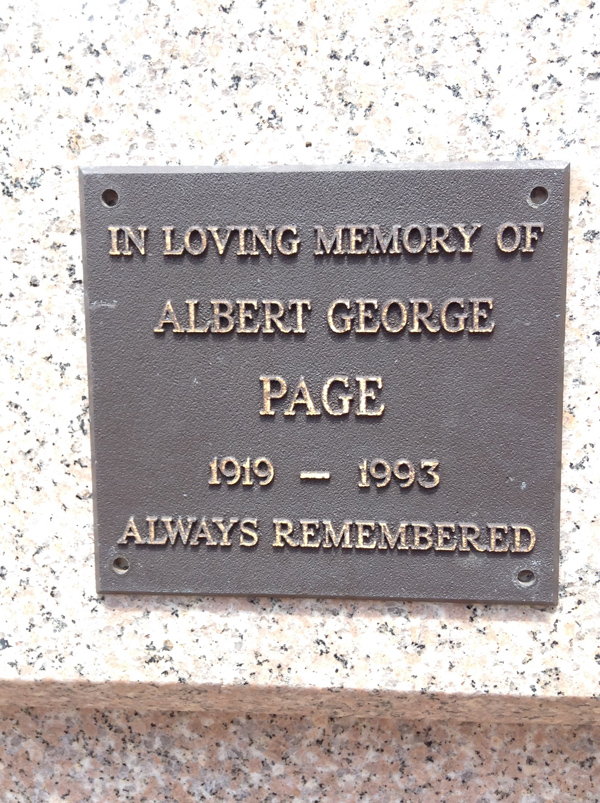 IN LOVING MEMORY OF
ALBERT GEORGE
PAGE
1919 — 1993
ALWAYS REMEMBERED